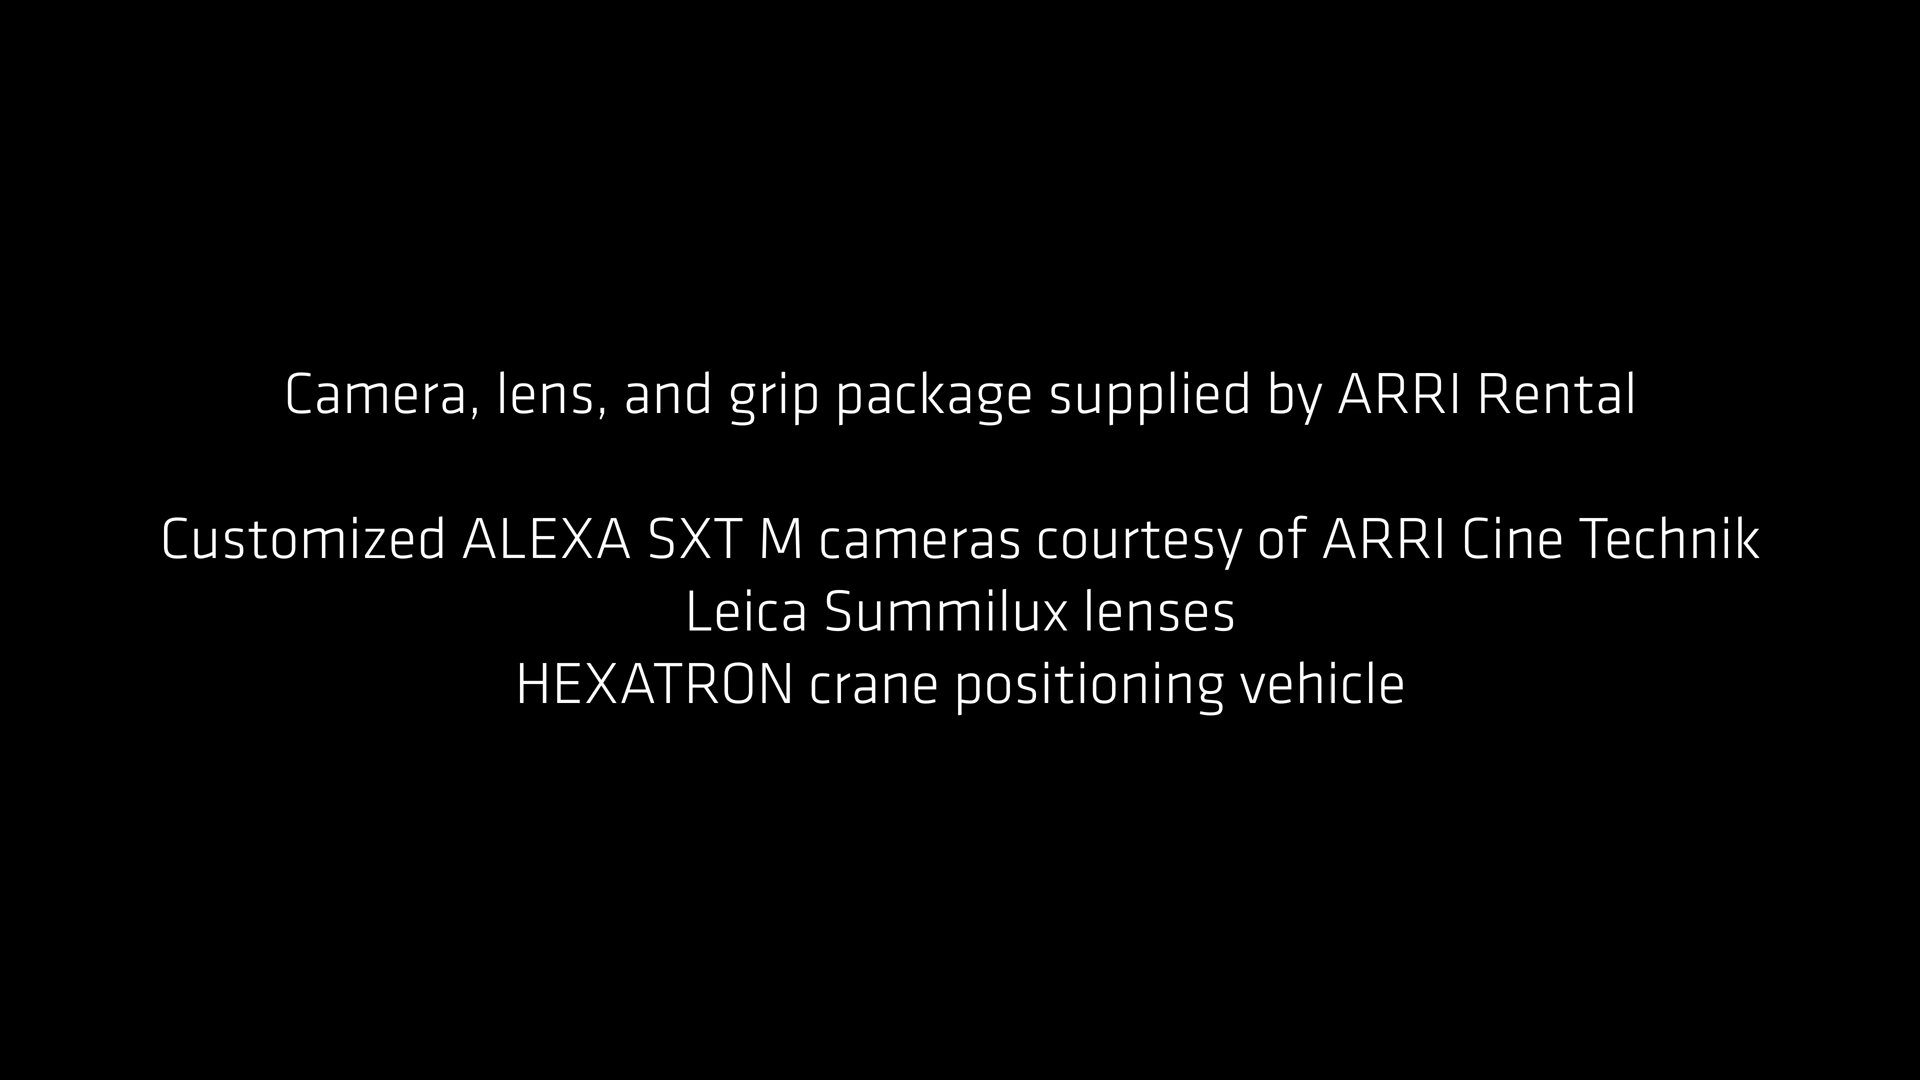 Camera, lens, and grip package supplied by ARRI Rental
Customized ALEXA SXT M cameras courtesy of ARRI Cine Technik
Leica Summilux lenses
HEXATRON crane positioning vehicle